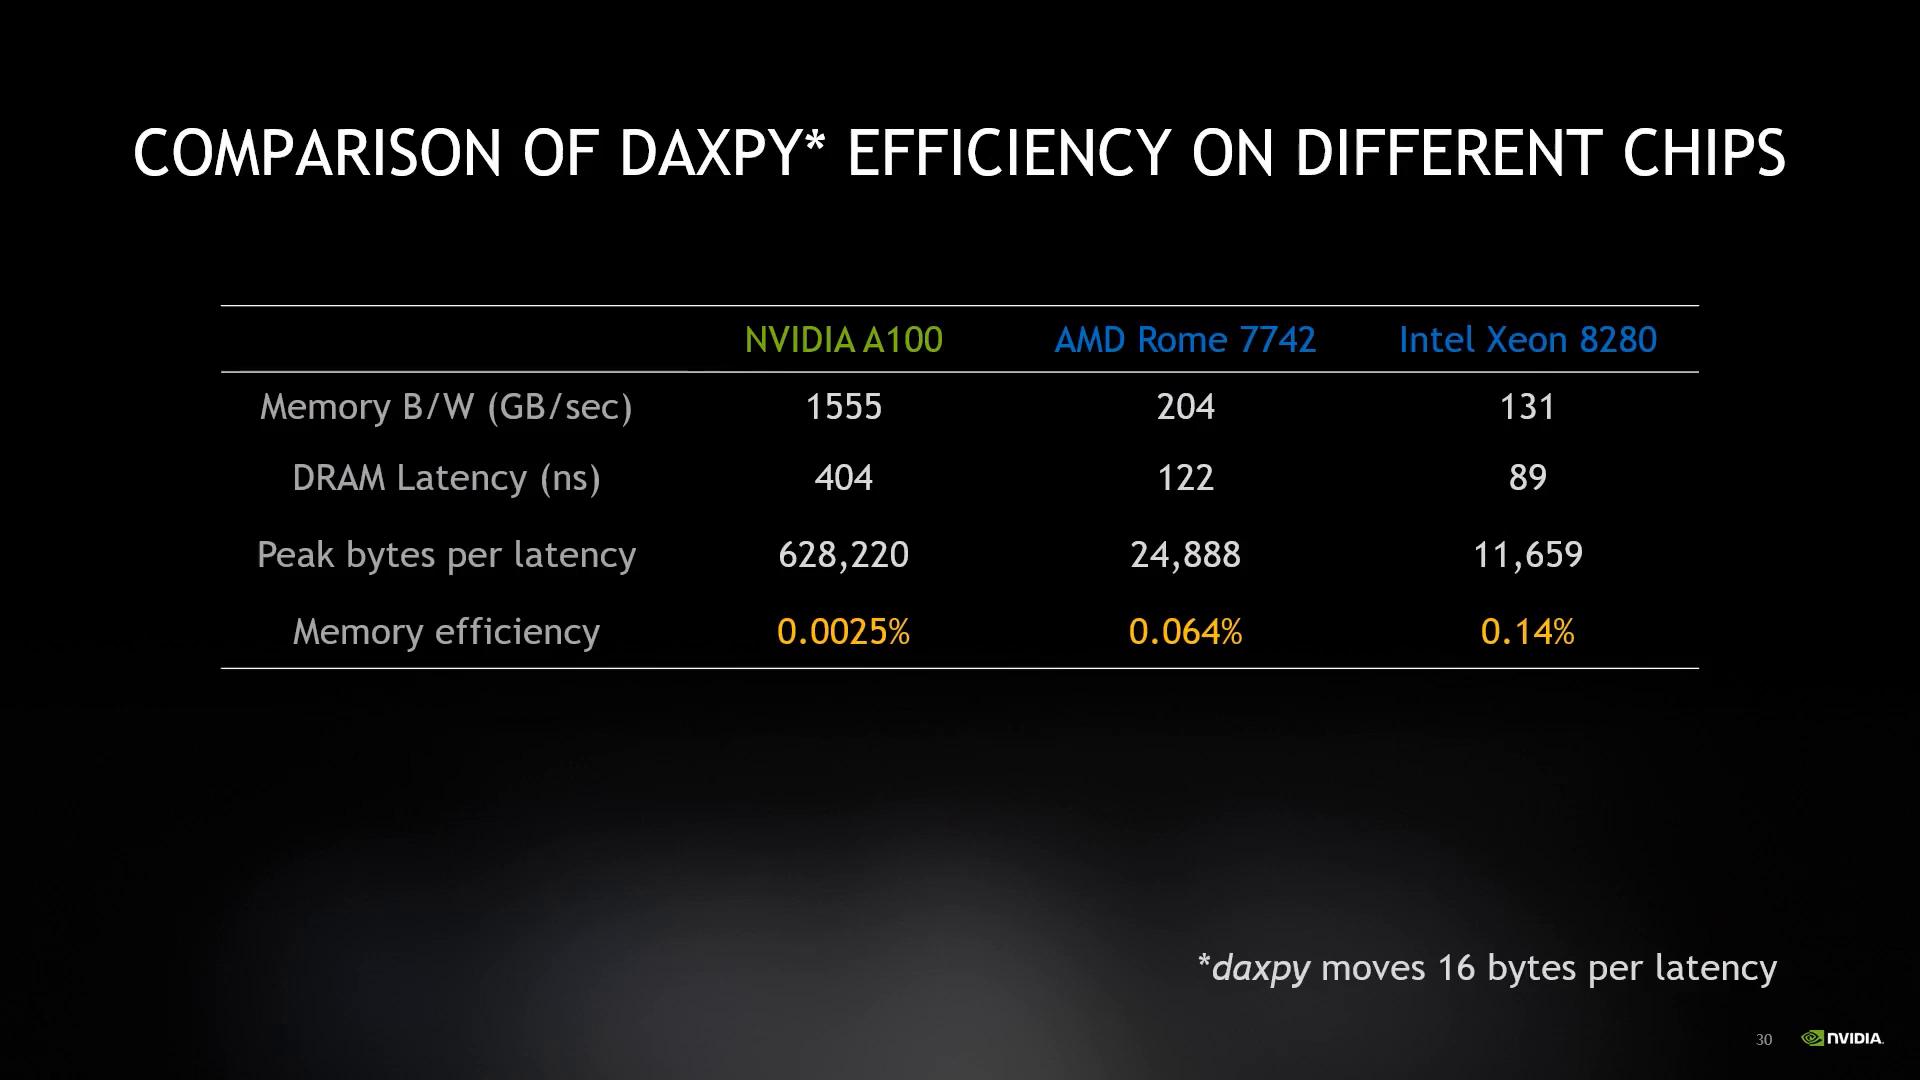 COMPARISON OF DAXPY* EFFICIENCY ON DIFFERENT CHIPS
NVIDIA A100 AMD Rome 7742 Intel Xeon 8280
Memory B/W (GB/sec) 1555 204 131
DRAM Latency (ns) 404 122 89
Peak bytes per latency 628,220 24,888 11,659
Memory efficiency 0.0025% 0.064% 0.14%
*daxpy moves 16 bytes per latency
30 NVIDIA.